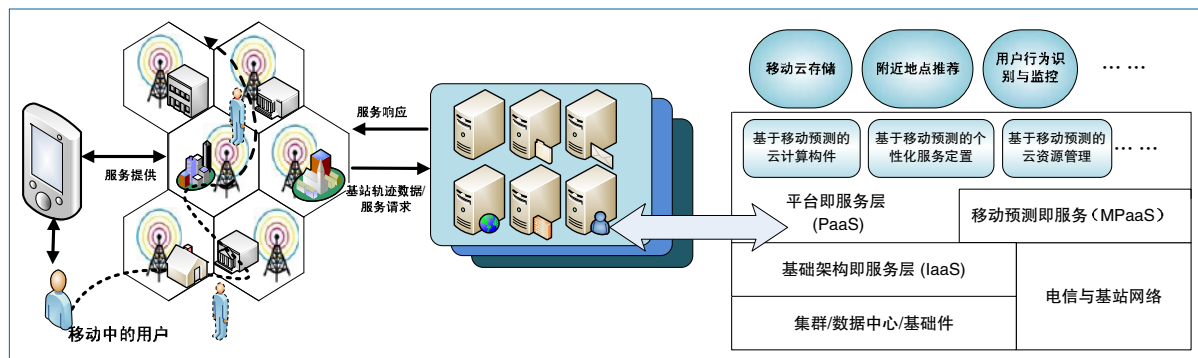 服务提供
移动中的用户
服务响应
基站轨迹数据/
服务请求
移动云存储
附近地点推荐
用户行为识
别与监控
… …
基于移动预测的
云计算构件
基于移动预测的个
性化服务定置
基于移动预测的
云资源管理
… …
平台即服务层
(PaaS)
移动预测即服务（MPaaS）
基础架构即服务层 (IaaS)
电信与基站网络
集群/数据中心/基础件